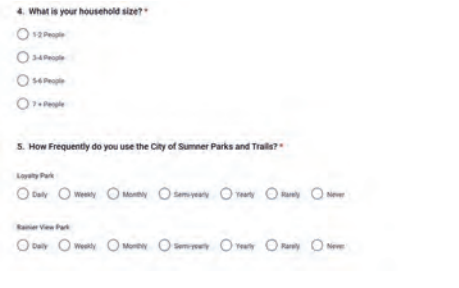 4. What is your household size? *
1-2 People
3-4 People
5-6 People
7 + People
5. How Frequently do you use the City of Sumner Parks and Trails? *
Loyalty Park
Daily Weekly Monthly Semi-yearly Yearly Rarely Never
Rainier View Park
Daily Weekly Monthly Semi-yearly Yearly Rarely Never